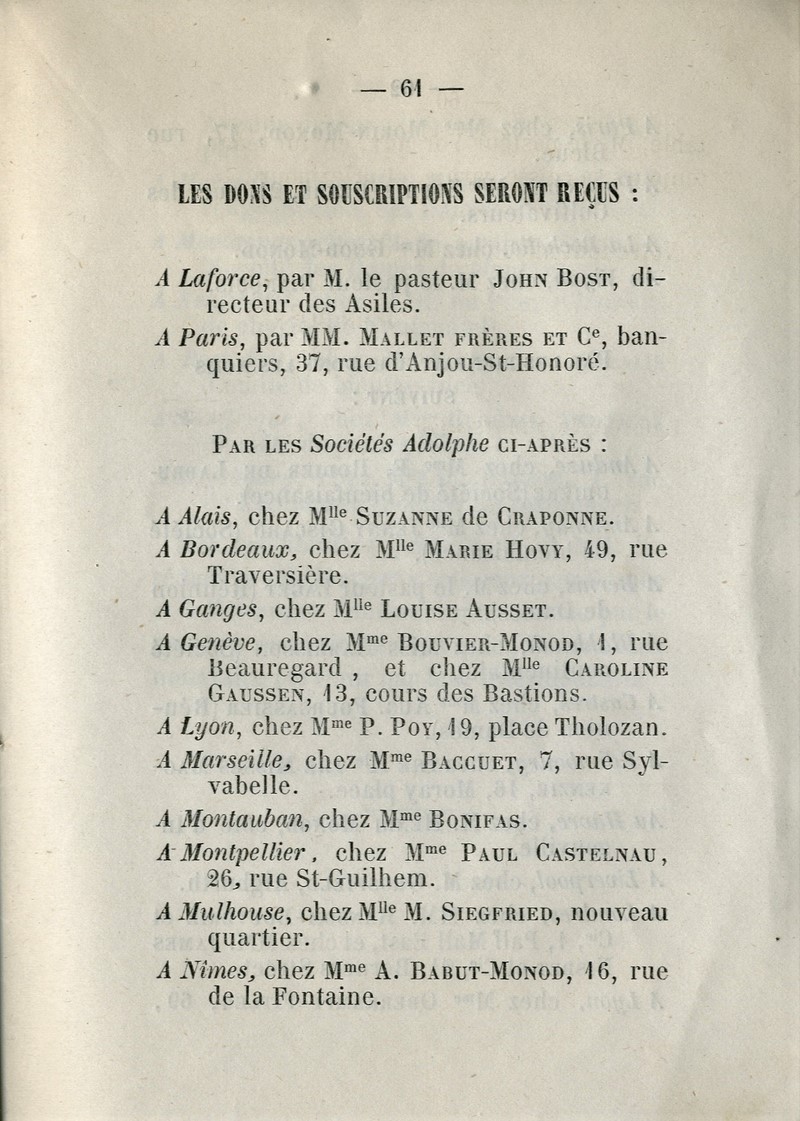 — 61 —
LES DONS ET SOUSCRIPTIONS SERONT REÇUS :
A Laforce, par M. le pasteur JOHN BOST, di-
recteur des Asiles.
A Paris, par MM. MALLET FRÈRES ET Ce, ban-
quiers, 37, rue d'Anjou-St-Honoré.
PAR LES Sociétés Adolphe CI-APRÈS :
A Alais, chez Mlle SUZANNE de CRAPONNE.
A Bordeaux, chez Mlle MARIE HOVY, 49, rue
Traversière.
A Ganges, chez Mlle LOUISE AUSSET.
A Genève, chez Mme BOUVIER-MONOD, 1, rue
Beauregard , et chez Mlle CAROLINE
GAUSSEN, 13, cours des Bastions.
A Lyon, chez Mme P. POY, 19, place Tholozan.
A Marseille, chez Mme BACCUET, 7, rue Syl-
vabelle.
A Montauban, chez Mme BONIFAS.
A Montpellier, chez Mme PAUL CASTELNAU,
26, rue St-Guilhem.
A Mulhouse, chez Mlle M. SIEGFRIED, nouveau
quartier.
A Nîmes, chez Mme A. BABUT-MONOD, 16, rue
de la Fontaine.